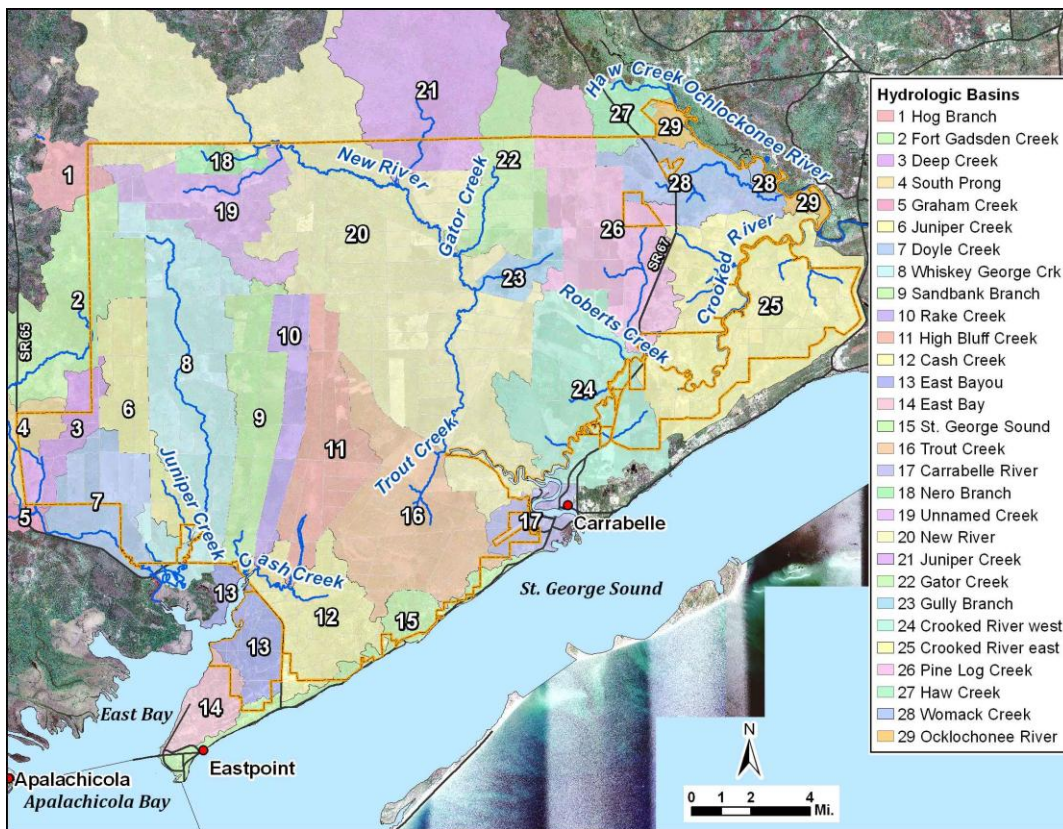 Haw Creek
Ochlockonee River
21
27
29
1
18
New River
22
28
28
29
19
Gator Creek
20
26
SR 67
Crooked River
2
23
25
SR 65
10
Roberts Creek
8
24
6
9
4
3
11
Trout Creek
Juniper Creek
7
16
5
17
Carrabelle
Cash Creek
St. George Sound
13
12
15
13
14
East Bay
Eastpoint
Apalachicola
Apalachicola Bay
N
0 1 2 4
Mi.
Hydrologic Basins
1 Hog Branch
2 Fort Gadsden Creek
3 Deep Creek
4 South Prong
5 Graham Creek
6 Juniper Creek
7 Doyle Creek
8 Whiskey George Crk
9 Sandbank Branch
10 Rake Creek
11 High Bluff Creek
12 Cash Creek
13 East Bayou
14 East Bay
15 St. George Sound
16 Trout Creek
17 Carrabelle River
18 Nero Branch
19 Unnamed Creek
20 New River
21 Juniper Creek
22 Gator Creek
23 Gully Branch
24 Crooked River west
25 Crooked River east
26 Pine Log Creek
27 Haw Creek
28 Womack Creek
29 Ocklochonee River